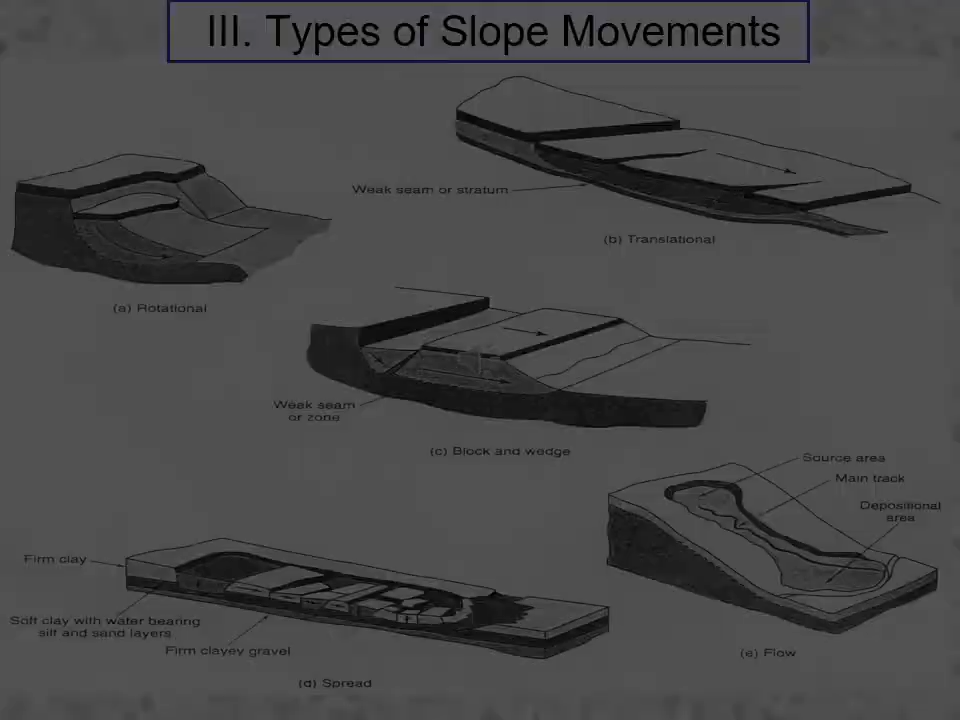 III. Types of Slope Movements
Weak seam or stratum
(b) Translational
(a) Rotational
Weak seam
or zone
(c) Block and wedge
Source area
Main track
Depositional
area
Firm clay
Soft clay with water bearing
silt and sand layers
Firm clayey gravel
(d) Spread
(e) Flow